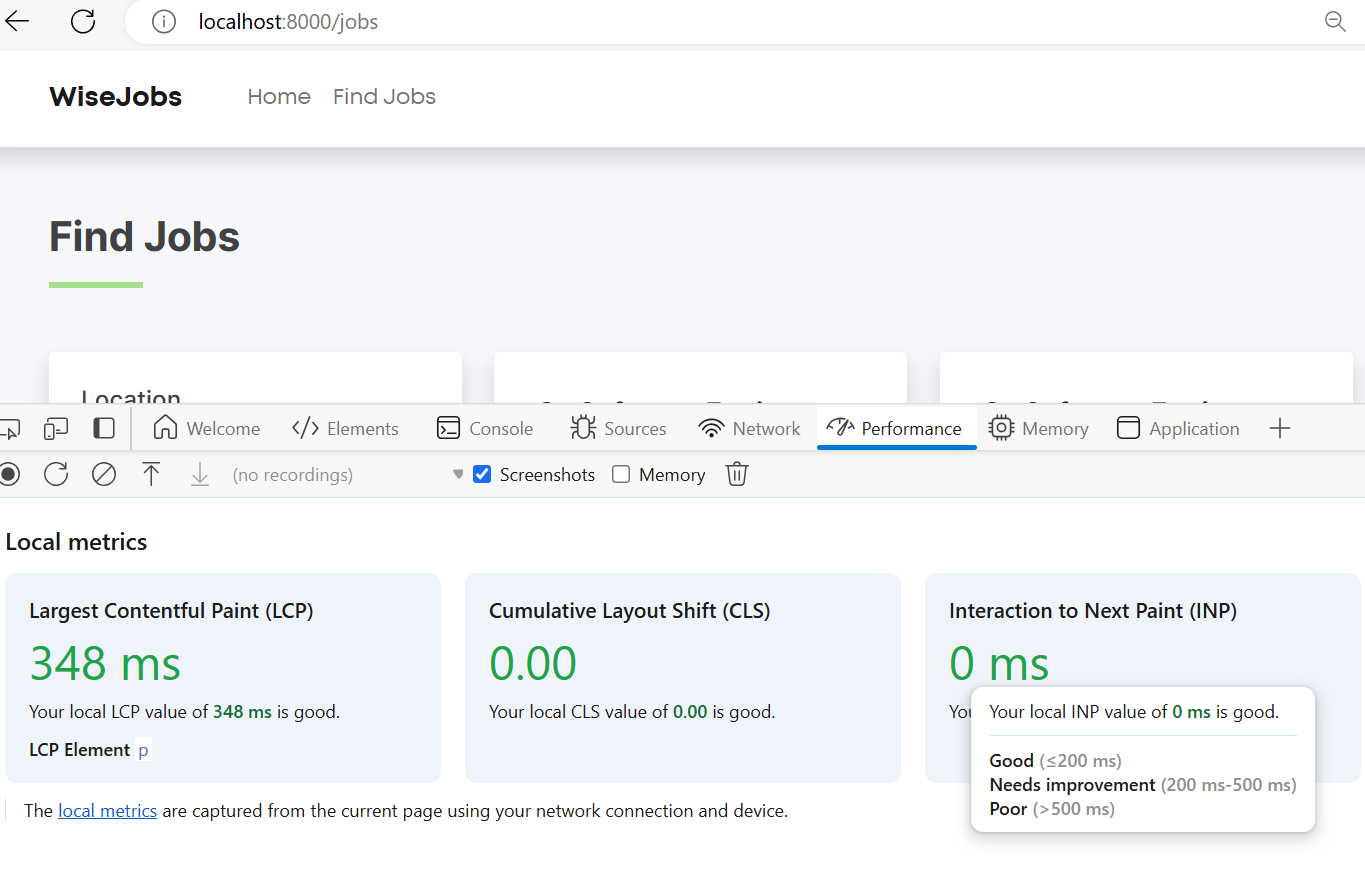 localhost:8000/jobs
WiseJobs Home Find Jobs
Find Jobs
Location
Welcome Elements Console Sources Network Performance Memory Application
(no recordings) Screenshots Memory
Local metrics
Largest Contentful Paint (LCP)
348 ms
Your local LCP value of 348 ms is good.
LCP Element p
Cumulative Layout Shift (CLS)
0.00
Your local CLS value of 0.00 is good.
Interaction to Next Paint (INP)
0 ms
Your local INP value of 0 ms is good.
Good (≤200 ms)
Needs improvement (200 ms-500 ms)
Poor (>500 ms)
The local metrics are captured from the current page using your network connection and device.